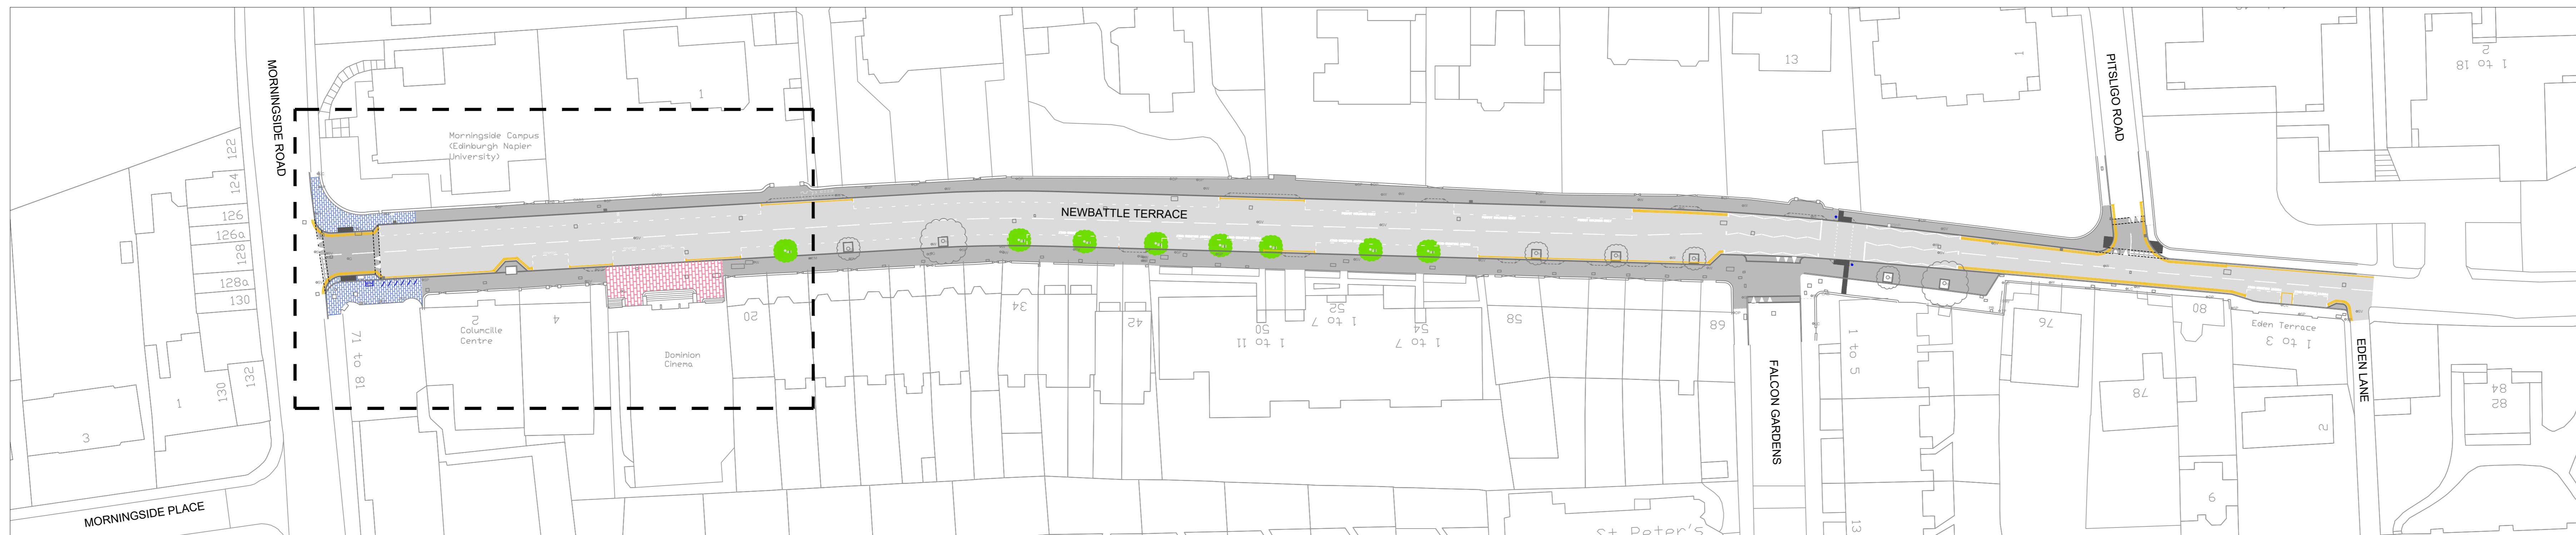 MORNINGSIDE ROAD
122
124
126
126a
128
128a
130
132
130
1
3
MORNINGSIDE PLACE
Morningside Campus
(Edinburgh Napier
University)
1
71 to 81
2
Columcille
Centre
4
Dominion
Cinema
20
NEWBATTLE TERRACE
34
42
50
1 to 11
52
1 to 7
54
1 to 7
58
68
St Peter's
13
1
FALCON GARDENS
1 to 5
13
PITSLIGO ROAD
2
1 to 18
76
78
80
Eden Terrace
1 to 3
2
9
EDEN LANE
84
82